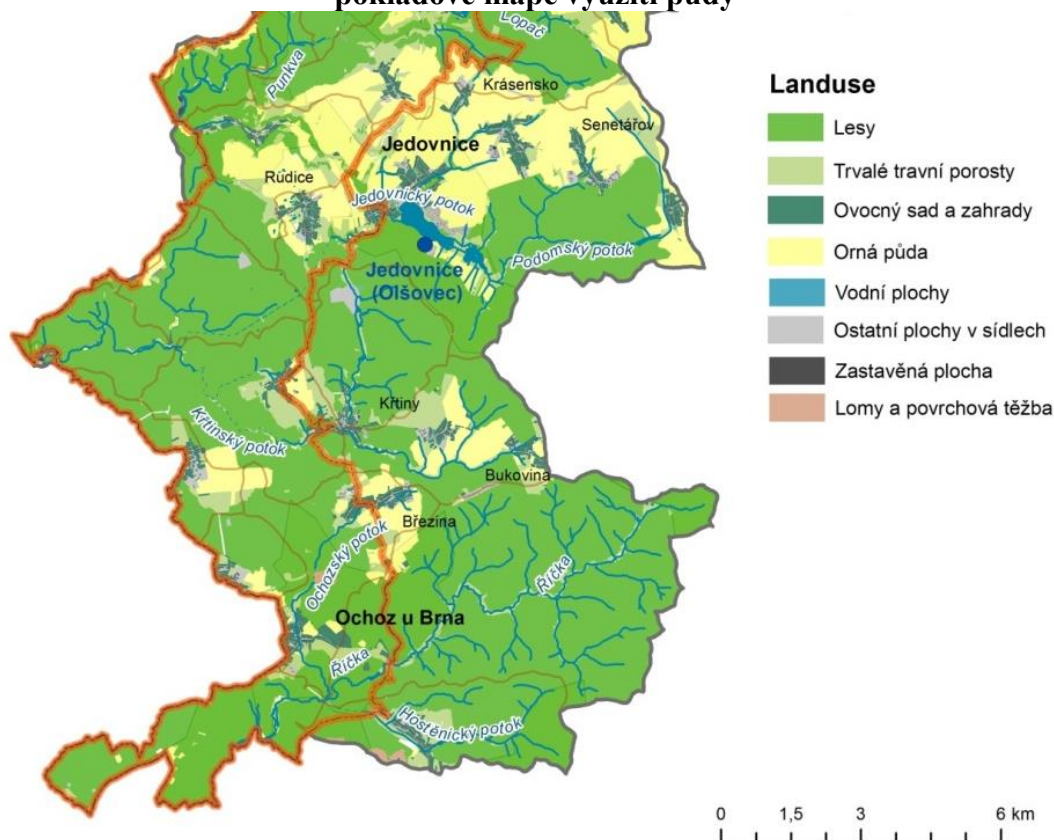 pokladové mapě využití půdy
Lopač
Punkva
Krásensko
Senetářov
Jedovnice
Rudice
Jedovnický potok
Podomský potok
Jedovnice
(Olšovec)
Křtiny
Křtinský potok
Bukovina
Březina
Ochozský potok
Říčka
Ochoz u Brna
Říčka
Hostěnický potok
Landuse
Lesy
Trvalé travní porosty
Ovocný sad a zahrady
Orná půda
Vodní plochy
Ostatní plochy v sídlech
Zastavěná plocha
Lomy a povrchová těžba
0 1,5 3 6 km